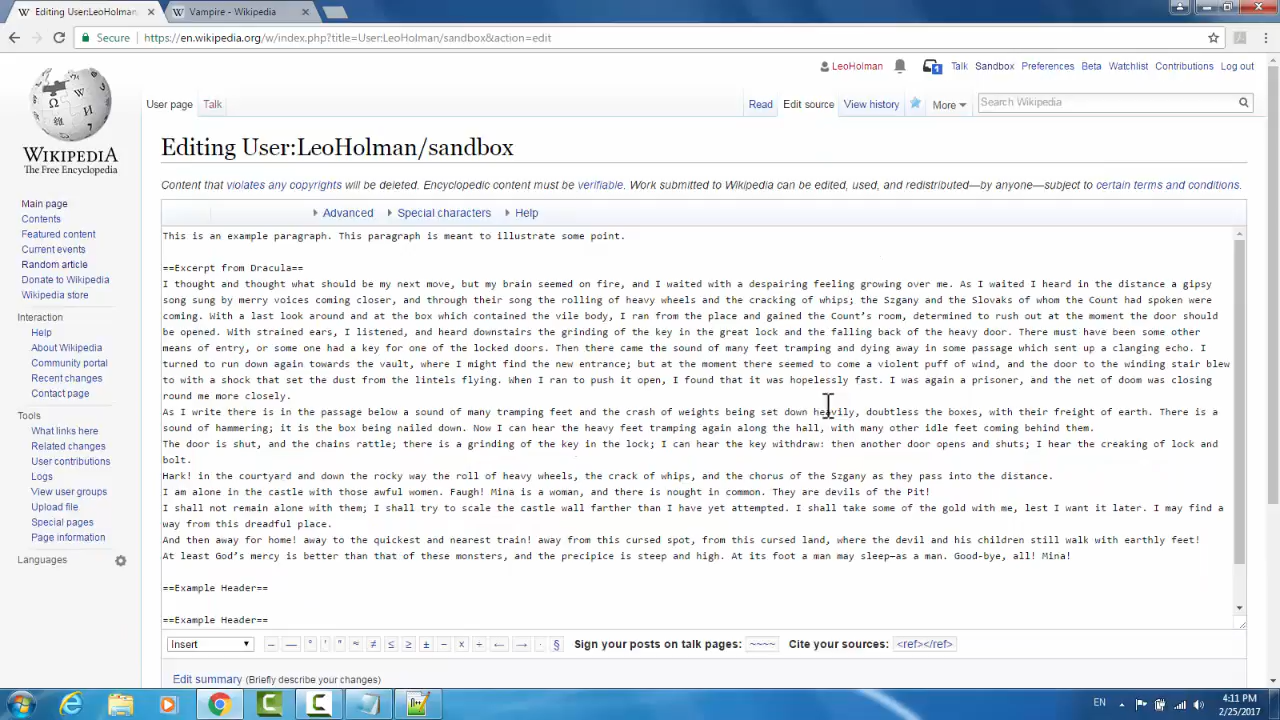 Editing User:LeoHolman
Vampire - Wikipedia
Secure
https://en.wikipedia.org/w/index.php?title=User:LeoHolman/sandbox&action=edit
LeoHolman
1
Talk
Sandbox
Preferences
Beta
Watchlist
Contributions
Log out
User page
Talk
Read
Edit source
View history
More
Search Wikipedia
WIKIPEDIA
The Free Encyclopedia
Main page
Contents
Featured content
Current events
Random article
Donate to Wikipedia
Wikipedia store
Interaction
Help
About Wikipedia
Community portal
Recent changes
Contact page
Tools
What links here
Related changes
User contributions
Logs
View user groups
Upload file
Special pages
Page information
Languages
Editing User:LeoHolman/sandbox
Content that violates any copyrights will be deleted. Encyclopedic content must be verifiable. Work submitted to Wikipedia can be edited, used, and redistributed—by anyone—subject to certain terms and conditions.
Advanced
Special characters
Help
This is an example paragraph. This paragraph is meant to illustrate some point.
==Excerpt from Dracula==
I thought and thought what should be my next move, but my brain seemed on fire, and I waited with a despairing feeling growing over me. As I waited I heard in the distance a gipsy
song sung by merry voices coming closer, and through their song the rolling of heavy wheels and the cracking of whips; the Szgany and the Slovaks of whom the Count had spoken were
coming. With a last look around and at the box which contained the vile body, I ran from the place and gained the Count's room, determined to rush out at the moment the door should
be opened. With strained ears, I listened, and heard downstairs the grinding of the key in the great lock and the falling back of the heavy door. There must have been some other
means of entry, or some one had a key for one of the locked doors. Then there came the sound of many feet tramping and dying away in some passage which sent up a clanging echo. I
turned to run down again towards the vault, where I might find the new entrance; but at the moment there seemed to come a violent puff of wind, and the door to the winding stair blew
to with a shock that set the dust from the lintels flying. When I ran to push it open, I found that it was hopelessly fast. I was again a prisoner, and the net of doom was closing
round me more closely.
As I write there is in the passage below a sound of many tramping feet and the crash of weights being set down heavily, doubtless the boxes, with their freight of earth. There is a
sound of hammering; it is the box being nailed down. Now I can hear the heavy feet tramping again along the hall, with many other idle feet coming behind them.
The door is shut, and the chains rattle; there is a grinding of the key in the lock; I can hear the key withdraw: then another door opens and shuts; I hear the creaking of lock and
bolt.
Hark! in the courtyard and down the rocky way the roll of heavy wheels, the crack of whips, and the chorus of the Szgany as they pass into the distance.
I am alone in the castle with those awful women. Faugh! Mina is a woman, and there is nought in common. They are devils of the Pit!
I shall not remain alone with them; I shall try to scale the castle wall farther than I have yet attempted. I shall take some of the gold with me, lest I want it later. I may find a
way from this dreadful place.
And then away for home! away to the quickest and nearest train! away from this cursed spot, from this cursed land, where the devil and his children still walk with earthly feet!
At least God's mercy is better than that of these monsters, and the precipice is steep and high. At its foot a man may sleep—as a man. Good-bye, all! Mina!
==Example Header==
==Example Header==
Insert – — ° ′ ″ ≈ ≠ ≤ ≥ ± − × ÷ ← → · § Sign your posts on talk pages: ~~~~ Cite your sources: <ref></ref>
Edit summary (Briefly describe your changes)
EN
4:11 PM
2/25/2017